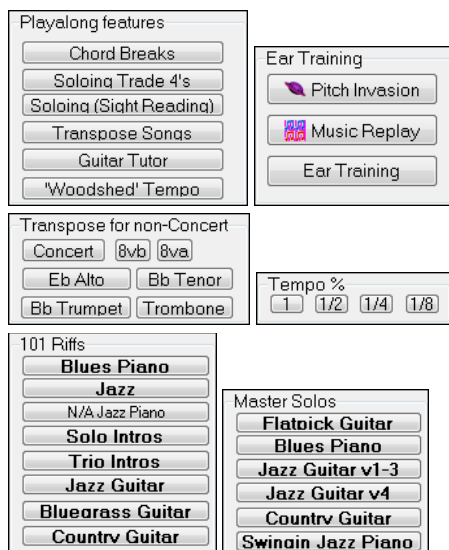 Playalong features
Chord Breaks
Soloing Trade 4's
Soloing (Sight Reading)
Transpose Songs
Guitar Tutor
'Woodshed' Tempo
Ear Training
Pitch Invasion
Music Replay
Ear Training
Transpose for non-Concert
Concert 8vb 8va
Eb Alto Bb Tenor
Bb Trumpet Trombone
Tempo %
1 1/2 1/4 1/8
101 Riffs
Blues Piano
Jazz
N/A Jazz Piano
Solo Intros
Trio Intros
Jazz Guitar
Bluegrass Guitar
Country Guitar
Master Solos
Flatpick Guitar
Blues Piano
Jazz Guitar v1-3
Jazz Guitar v4
Country Guitar
Swingin Jazz Piano